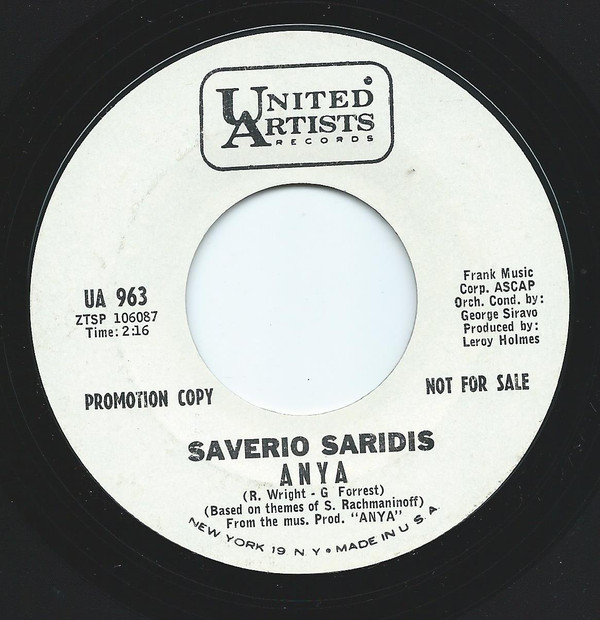 UNITED
ARTISTS
RECORDS
UA 963
ZTSP 106087
Time: 2:16
Frank Music
Corp. ASCAP
Orch. Cond. by:
George Siravo
Produced by:
Leroy Holmes
PROMOTION COPY
NOT FOR SALE
SAVERIO SARIDIS
ANYA
(R. Wright - G Forrest)
(Based on themes of S. Rachmaninoff)
From the mus. Prod. "ANYA"
NEW YORK 19 N Y • MADE IN U S A